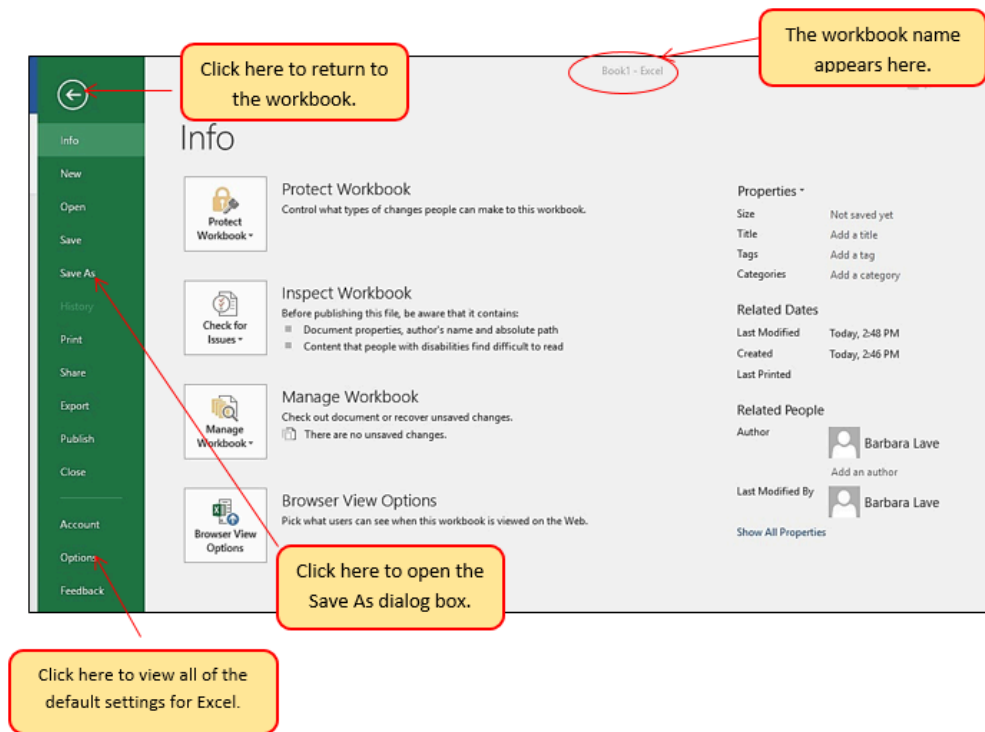 The workbook name
appears here.
Click here to return to
the workbook.
Book1 - Excel
Info
New
Open
Save
Save As
History
Print
Share
Export
Publish
Close
Account
Options
Feedback
Info
Protect
Workbook
Protect Workbook
Control what types of changes people can make to this workbook.
Check for
Issues
Inspect Workbook
Before publishing this file, be aware that it contains:
Document properties, author's name and absolute path
Content that people with disabilities find difficult to read
Manage
Workbook
Manage Workbook
Check out document or recover unsaved changes.
There are no unsaved changes.
Browser View
Options
Browser View Options
Pick what users can see when this workbook is viewed on the Web.
Properties
Size Not saved yet
Title Add a title
Tags Add a tag
Categories Add a category
Related Dates
Last Modified Today, 2:48 PM
Created Today, 2:46 PM
Last Printed
Related People
Author Barbara Lave
Add an author
Last Modified By Barbara Lave
Show All Properties
Click here to open the
Save As dialog box.
Click here to view all of the
default settings for Excel.